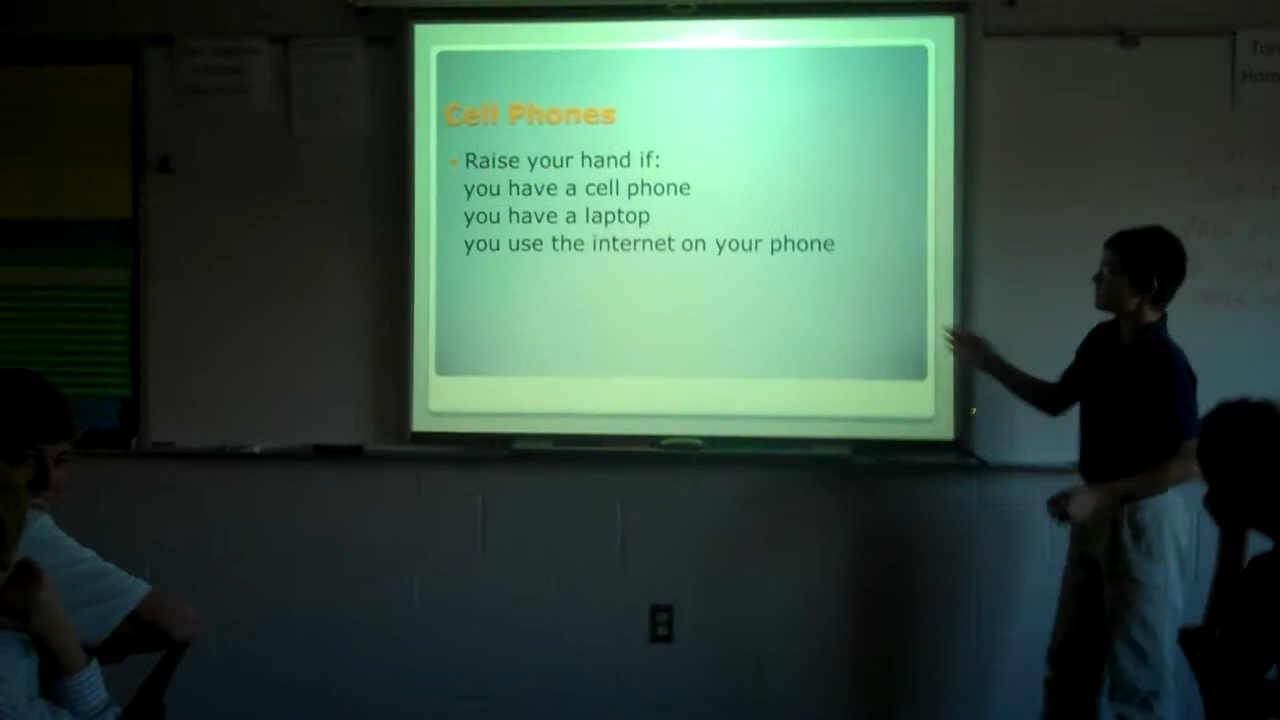 Cell Phones
Raise your hand if:
you have a cell phone
you have a laptop
you use the internet on your phone